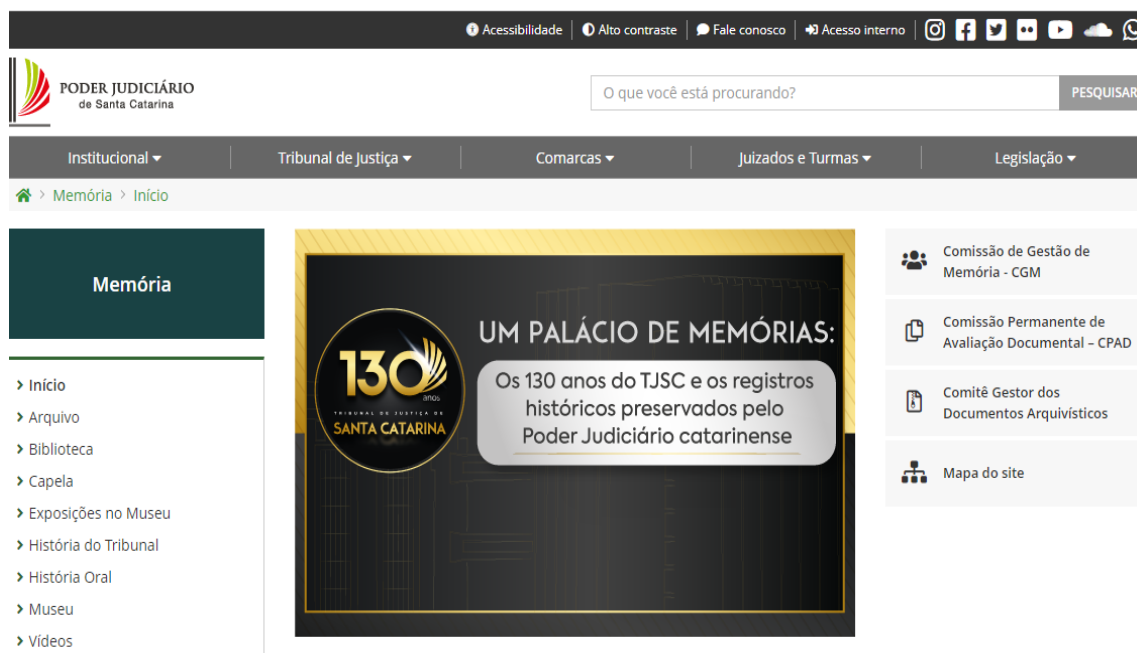 Acessibilidade
Alto contraste
Fale conosco
Acesso interno
PODER JUDICIÁRIO
de Santa Catarina
O que você está procurando?
PESQUISAR
Institucional
Tribunal de Justiça
Comarcas
Juizados e Turmas
Legislação
Memória > Início
Memória
Início
Arquivo
Biblioteca
Capela
Exposições no Museu
História do Tribunal
História Oral
Museu
Vídeos
130
anos
TRIBUNAL DE JUSTIÇA DE
SANTA CATARINA
UM PALÁCIO DE MEMÓRIAS:
Os 130 anos do TJSC e os registros
históricos preservados pelo
Poder Judiciário catarinense
Comissão de Gestão de
Memória - CGM
Comissão Permanente de
Avaliação Documental – CPAD
Comitê Gestor dos
Documentos Arquivísticos
Mapa do site